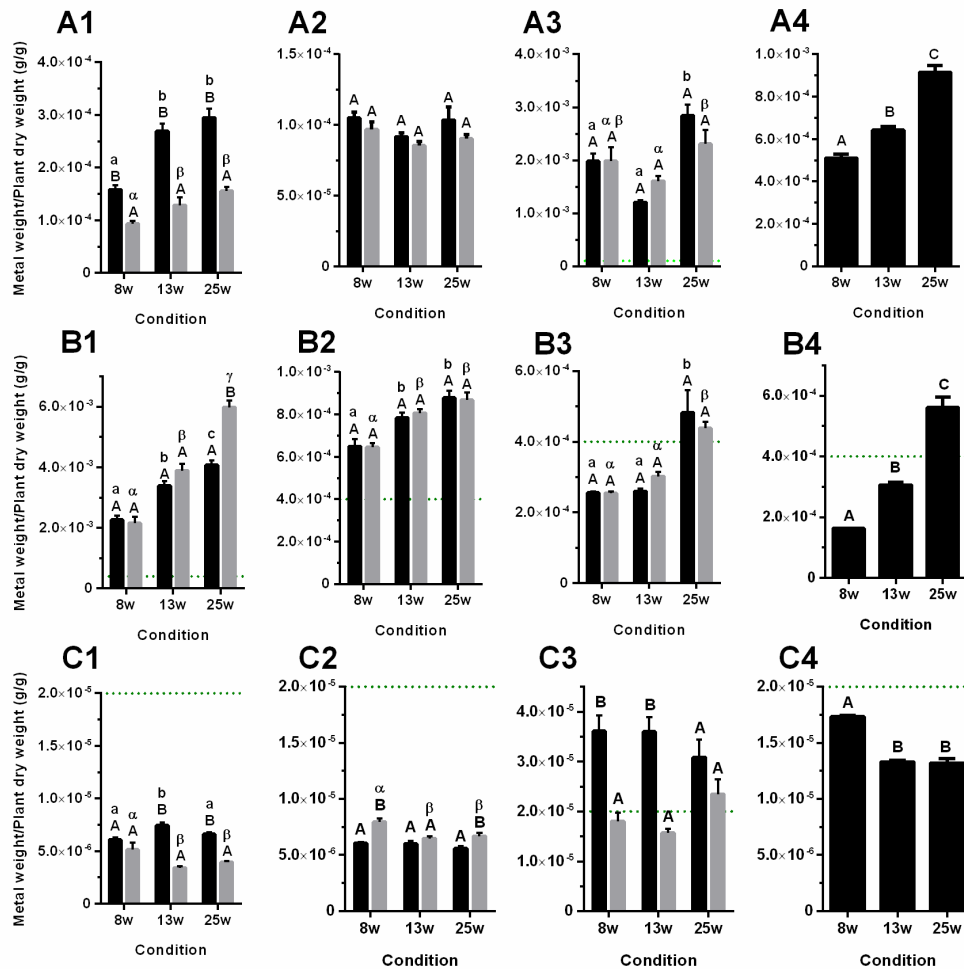 A1
A2
A3
A4
Metal weight/Plant dry weight (g/g)
4.0×10⁻⁴
3.0×10⁻⁴
2.0×10⁻⁴
1.0×10⁻⁴
0
a
B
α
A
b
B
β
A
b
B
β
A
8w 13w 25w
Condition
1.5×10⁻⁴
1.0×10⁻⁴
5.0×10⁻⁵
0
A A A A A A
8w 13w 25w
Condition
4.0×10⁻³
3.0×10⁻³
2.0×10⁻³
1.0×10⁻³
0
a
A
α β
A
a
A
α
A
b
A
β
A
8w 13w 25w
Condition
1.0×10⁻³
8.0×10⁻⁴
6.0×10⁻⁴
4.0×10⁻⁴
2.0×10⁻⁴
0
A B C
8w 13w 25w
Condition
B1
B2
B3
B4
Metal weight/Plant dry weight (g/g)
6.0×10⁻³
4.0×10⁻³
2.0×10⁻³
0
a
A
α
A
b
A
β
A
c
A
γ
B
8w 13w 25w
Condition
1.0×10⁻³
8.0×10⁻⁴
6.0×10⁻⁴
4.0×10⁻⁴
2.0×10⁻⁴
0
a
A
α
A
b
A
β
A
b
A
β
A
8w 13w 25w
Condition
6.0×10⁻⁴
4.0×10⁻⁴
2.0×10⁻⁴
0
a
A
α
A
a
A
α
A
b
A
β
A
8w 13w 25w
Condition
6.0×10⁻⁴
4.0×10⁻⁴
2.0×10⁻⁴
0
A B C
8w 13w 25w
Condition
C1
C2
C3
C4
Metal weight/Plant dry weight (g/g)
2.0×10⁻⁵
1.5×10⁻⁵
1.0×10⁻⁵
5.0×10⁻⁶
0
a
A
α
A
b
B
β
A
a
B
β
A
8w 13w 25w
Condition
2.0×10⁻⁵
1.5×10⁻⁵
1.0×10⁻⁵
5.0×10⁻⁶
0
A
α
B
A
β
A
A
β
B
8w 13w 25w
Condition
4.0×10⁻⁵
3.0×10⁻⁵
2.0×10⁻⁵
1.0×10⁻⁵
0
B A B A A A
8w 13w 25w
Condition
2.0×10⁻⁵
1.5×10⁻⁵
1.0×10⁻⁵
5.0×10⁻⁶
0
A B B
8w 13w 25w
Condition